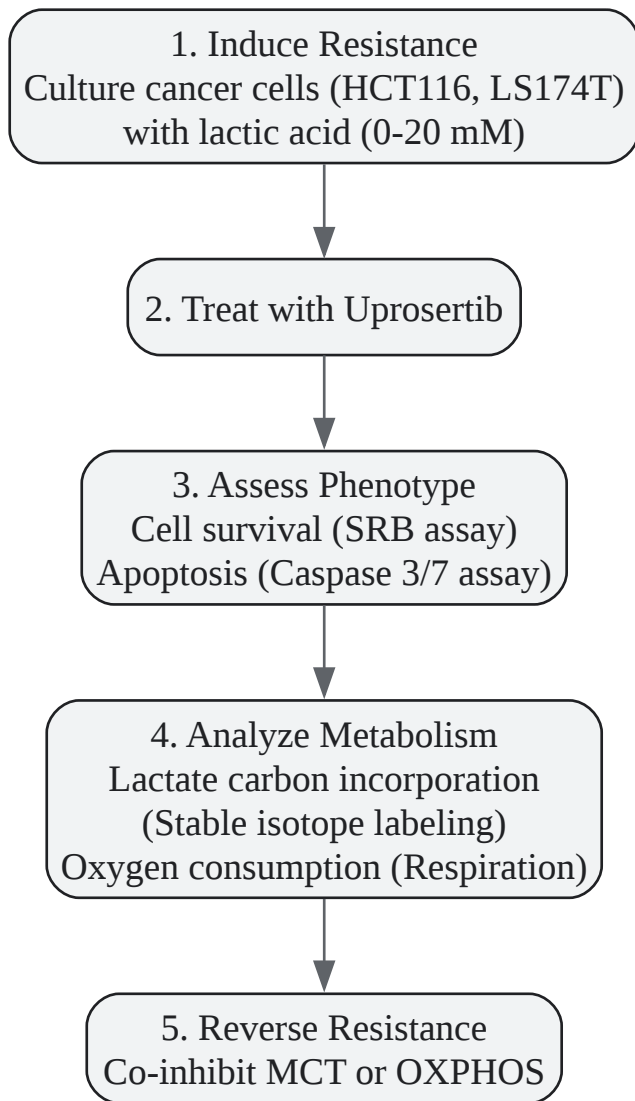 1. Induce Resistance
Culture cancer cells (HCT116, LS174T)
with lactic acid (0-20 mM)
2. Treat with Uprosertib
3. Assess Phenotype
Cell survival (SRB assay)
Apoptosis (Caspase 3/7 assay)
4. Analyze Metabolism
Lactate carbon incorporation
(Stable isotope labeling)
Oxygen consumption (Respiration)
5. Reverse Resistance
Co-inhibit MCT or OXPHOS